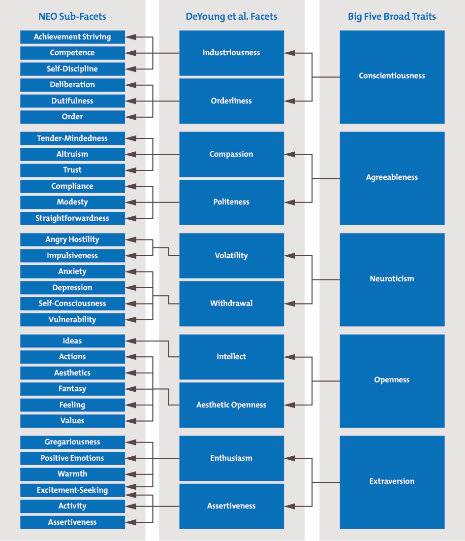 NEO Sub-Facets
DeYoung et al. Facets
Big Five Broad Traits
Achievement Striving
Competence
Self-Discipline
Deliberation
Dutifulness
Order
Industriousness
Orderliness
Conscientiousness
Tender-Mindedness
Altruism
Trust
Compliance
Modesty
Straightforwardness
Compassion
Politeness
Agreeableness
Angry Hostility
Impulsiveness
Anxiety
Depression
Self-Consciousness
Vulnerability
Volatility
Withdrawal
Neuroticism
Ideas
Actions
Aesthetics
Fantasy
Feeling
Values
Intellect
Aesthetic Openness
Openness
Gregariousness
Positive Emotions
Warmth
Excitement-Seeking
Activity
Assertiveness
Enthusiasm
Assertiveness
Extraversion